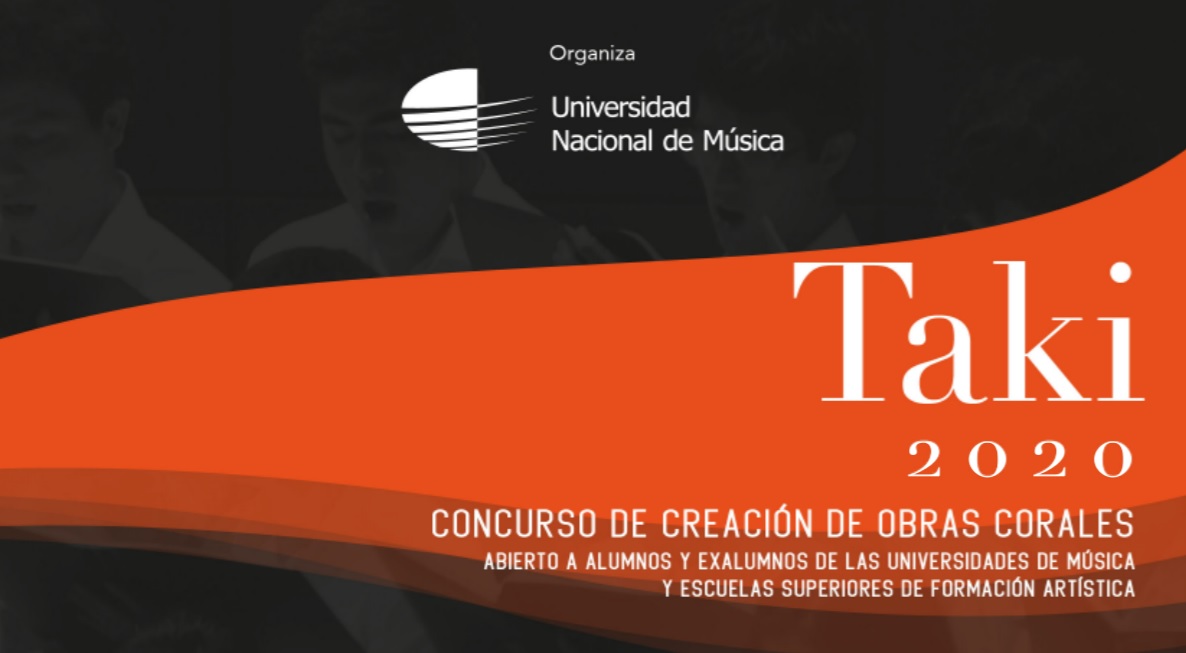 Organiza
Universidad
Nacional de Música
Taki
2020
CONCURSO DE CREACIÓN DE OBRAS CORALES
ABIERTO A ALUMNOS Y EXALUMNOS DE LAS UNIVERSIDADES DE MÚSICA
Y ESCUELAS SUPERIORES DE FORMACIÓN ARTÍSTICA